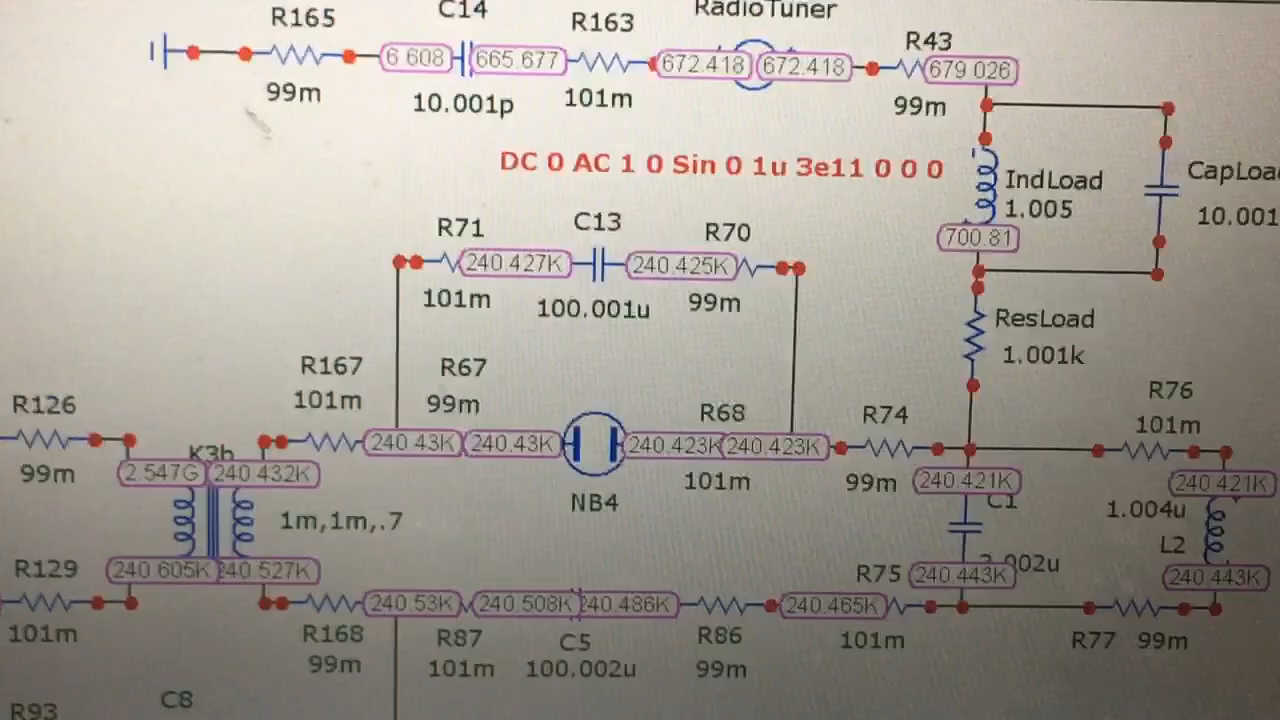 R165
C14
R163
RadioTuner
R43
6.608
665.677
672.418
672.418
679.026
99m
10.001p
101m
99m
DC 0 AC 1 0 Sin 0 1u 3e11 0 0 0
IndLoad
1.005
CapLoa
10.001
700.81
R71
C13
R70
240.427K
240.425K
101m
100.001u
99m
ResLoad
1.001k
R167
101m
R67
99m
R126
R68
R74
R76
101m
240.43K
240.43K
240.423K
240.423K
K3b
99m
2.547G
240.432K
NB4
101m
99m
240.421K
C1
240.421K
1m,1m,.7
1.004u
L2
R129
240.605K
240.527K
R75
240.443K
002u
240.443K
240.53K
240.508K
240.486K
240.465K
101m
R168
99m
R87
101m
C5
100.002u
R86
99m
101m
R77
99m
C8
R93